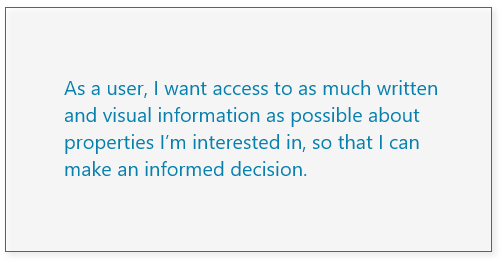 As a user, I want access to as much written
and visual information as possible about
properties I’m interested in, so that I can
make an informed decision.